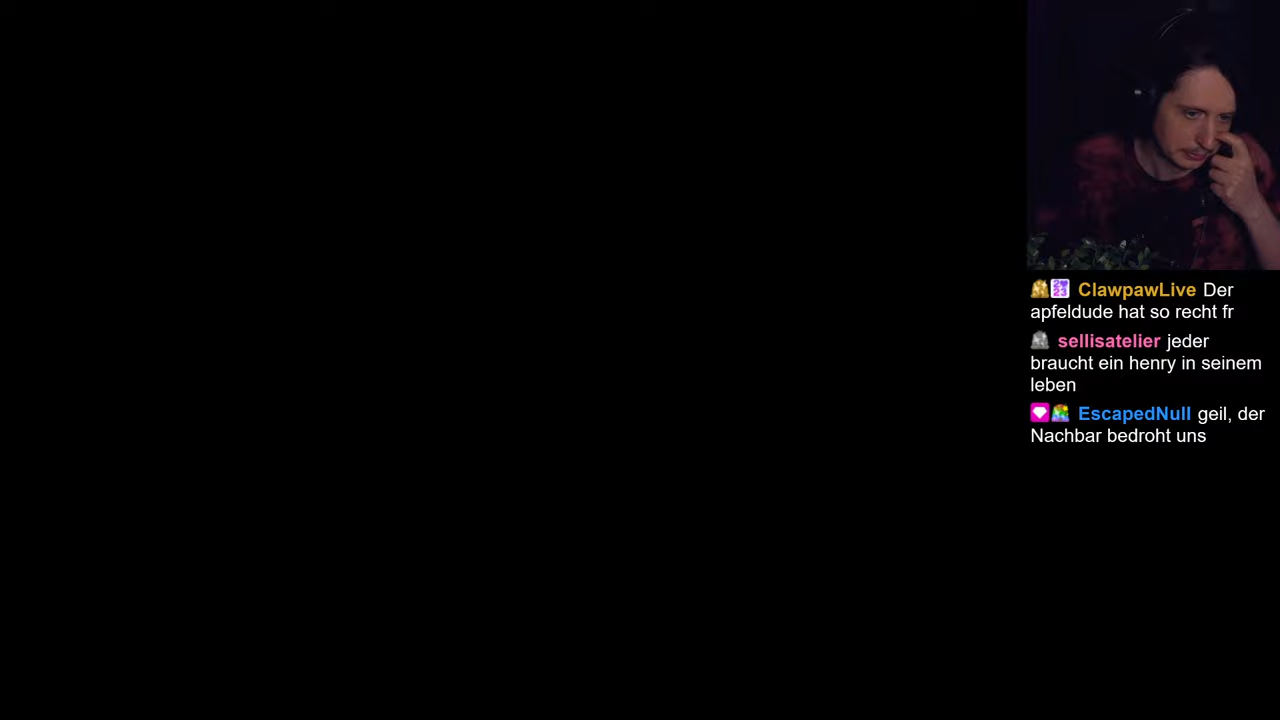 ClawpawLive Der
apfeldude hat so recht fr
sellisatelier jeder
braucht ein henry in seinem
leben
EscapedNull geil, der
Nachbar bedroht uns